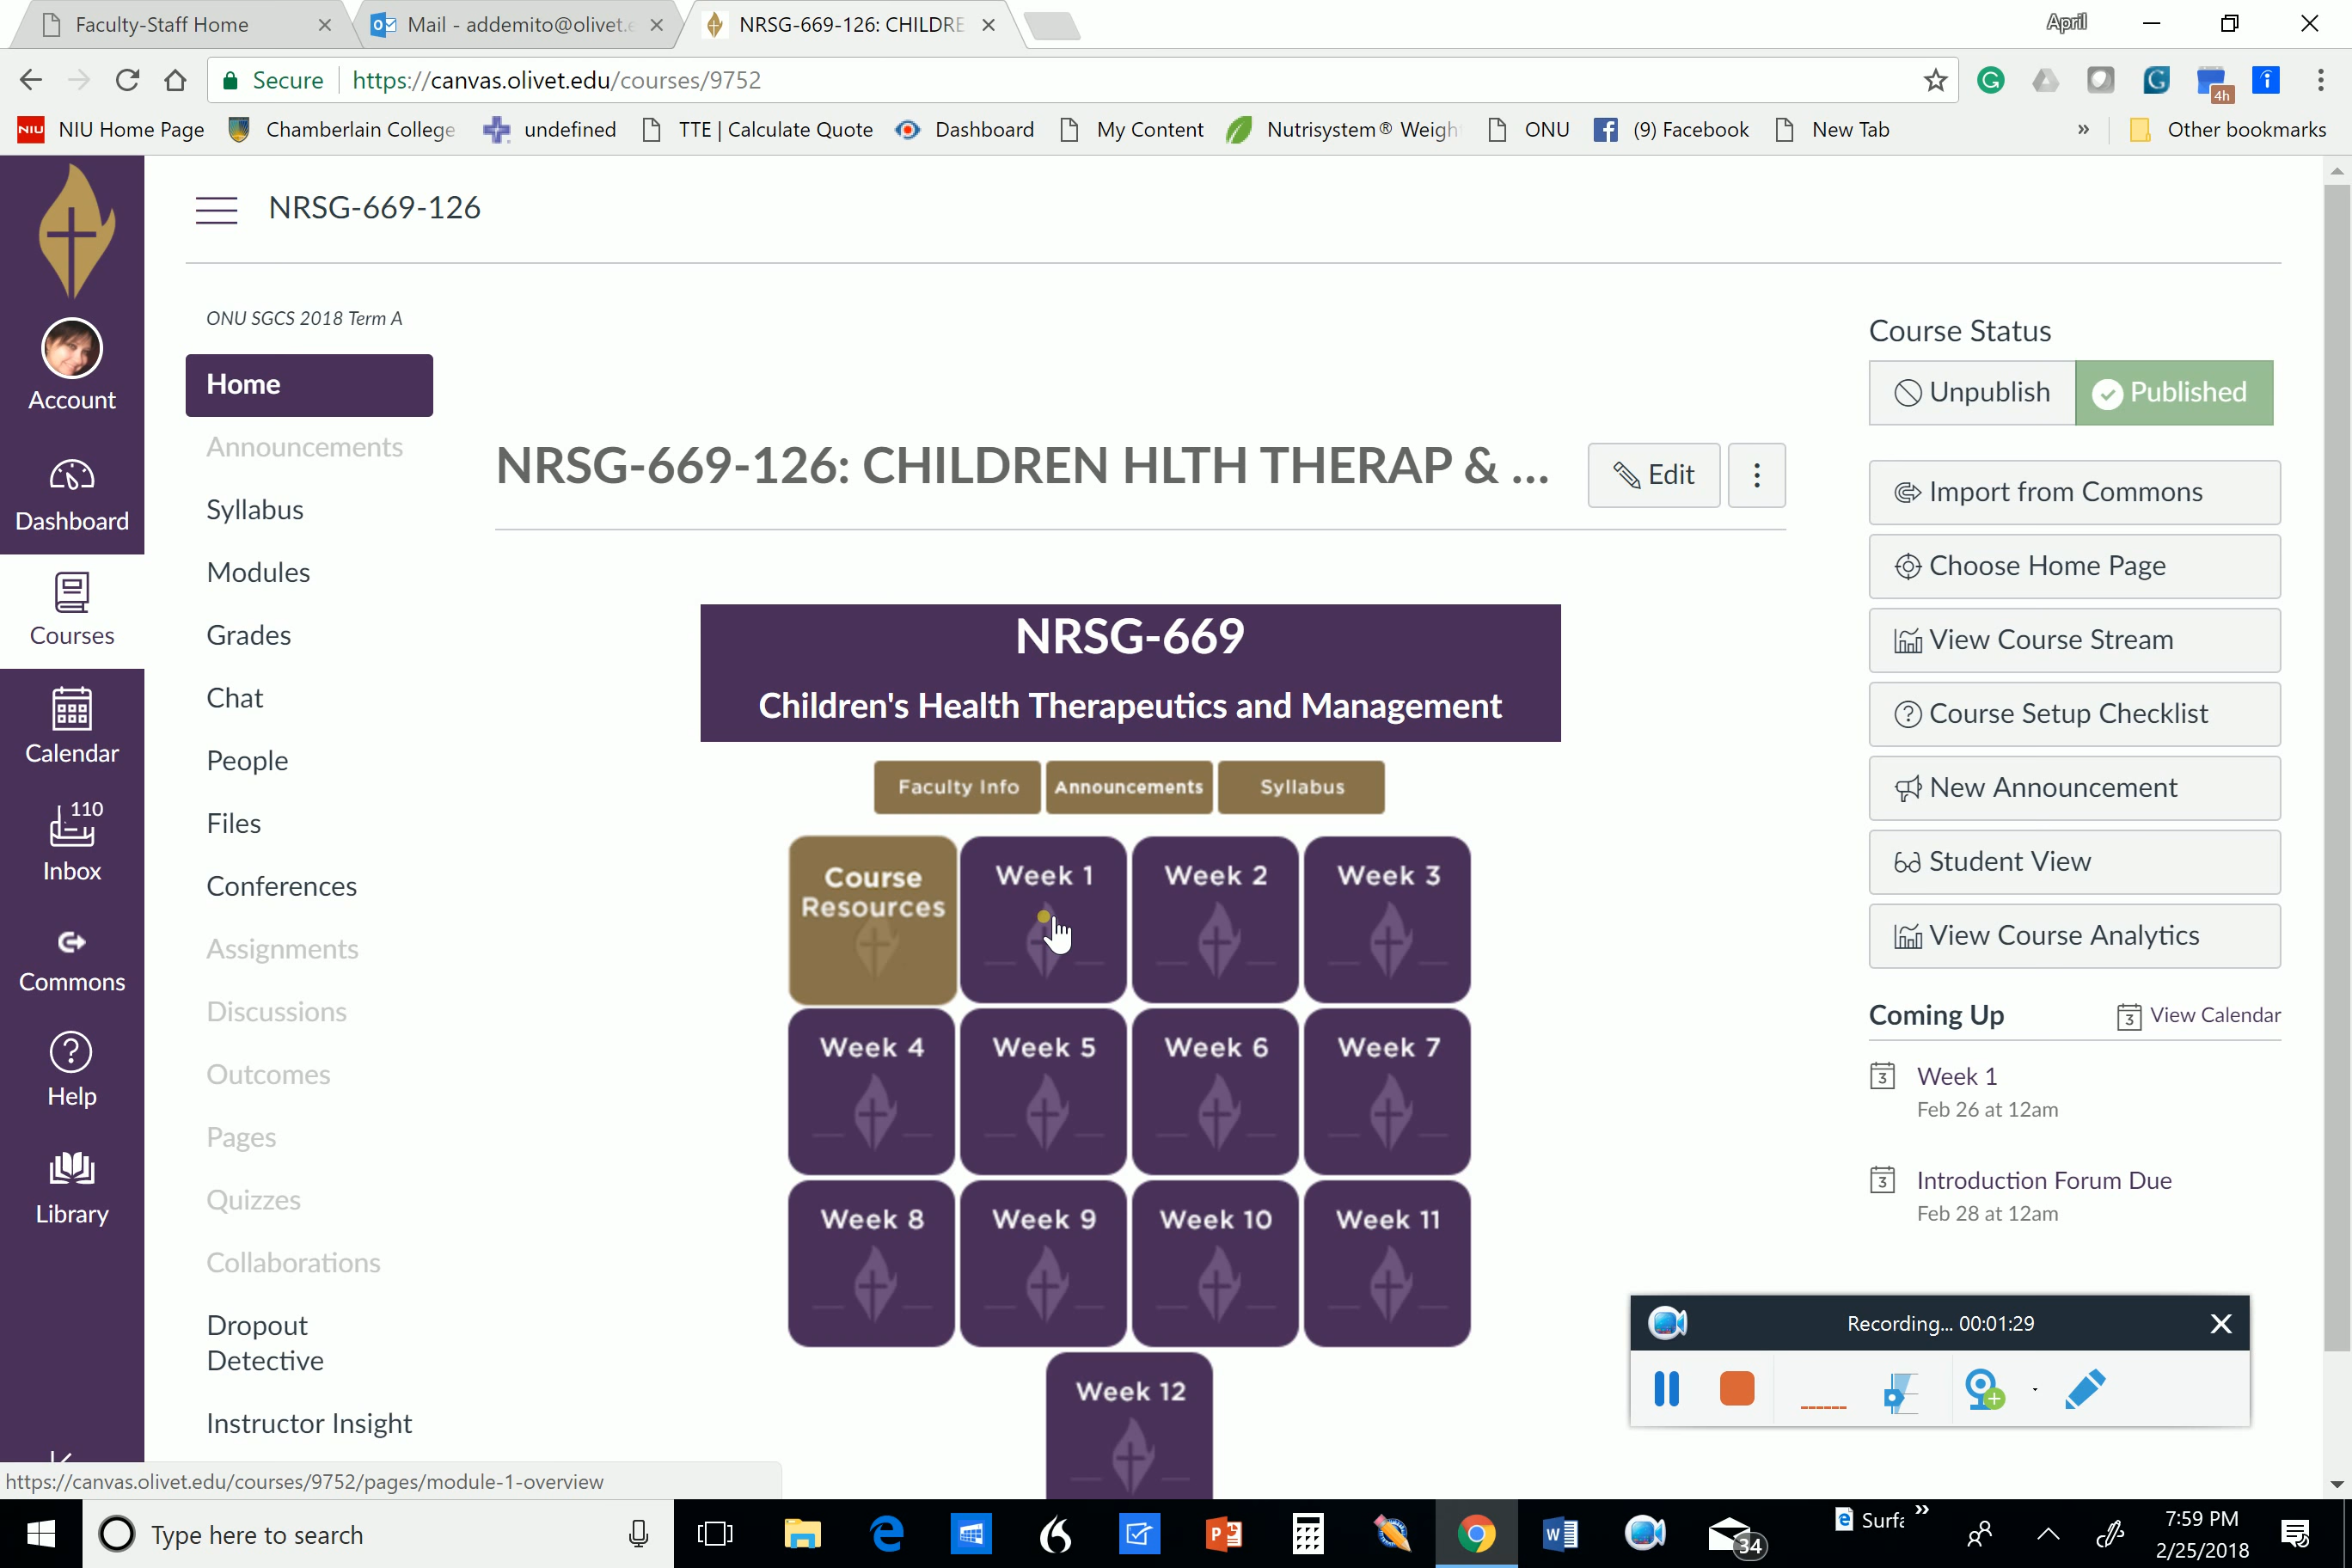 Faculty-Staff Home
Mail - addemito@olivet.e
NRSG-669-126: CHILDRE
April
Secure
https://canvas.olivet.edu/courses/9752
4h
NIU
NIU Home Page
Chamberlain College
undefined
TTE | Calculate Quote
Dashboard
My Content
Nutrisystem® Weigh
ONU
(9) Facebook
New Tab
»
Other bookmarks
NRSG-669-126
Account
Dashboard
Courses
Calendar
110
Inbox
Commons
Help
Library
ONU SGCS 2018 Term A
Home
Announcements
Syllabus
Modules
Grades
Chat
People
Files
Conferences
Assignments
Discussions
Outcomes
Pages
Quizzes
Collaborations
Dropout
Detective
Instructor Insight
NRSG-669-126: CHILDREN HLTH THERAP & ...
Edit
NRSG-669
Children's Health Therapeutics and Management
Faculty Info
Announcements
Syllabus
Course
Resources
Week 1
Week 2
Week 3
Week 4
Week 5
Week 6
Week 7
Week 8
Week 9
Week 10
Week 11
Week 12
Course Status
Unpublish
Published
Import from Commons
Choose Home Page
View Course Stream
Course Setup Checklist
New Announcement
Student View
View Course Analytics
Coming Up
3 View Calendar
3 Week 1
Feb 26 at 12am
3 Introduction Forum Due
Feb 28 at 12am
Recording... 00:01:29
https://canvas.olivet.edu/courses/9752/pages/module-1-overview
Type here to search
34
Surfa
»
7:59 PM
2/25/2018